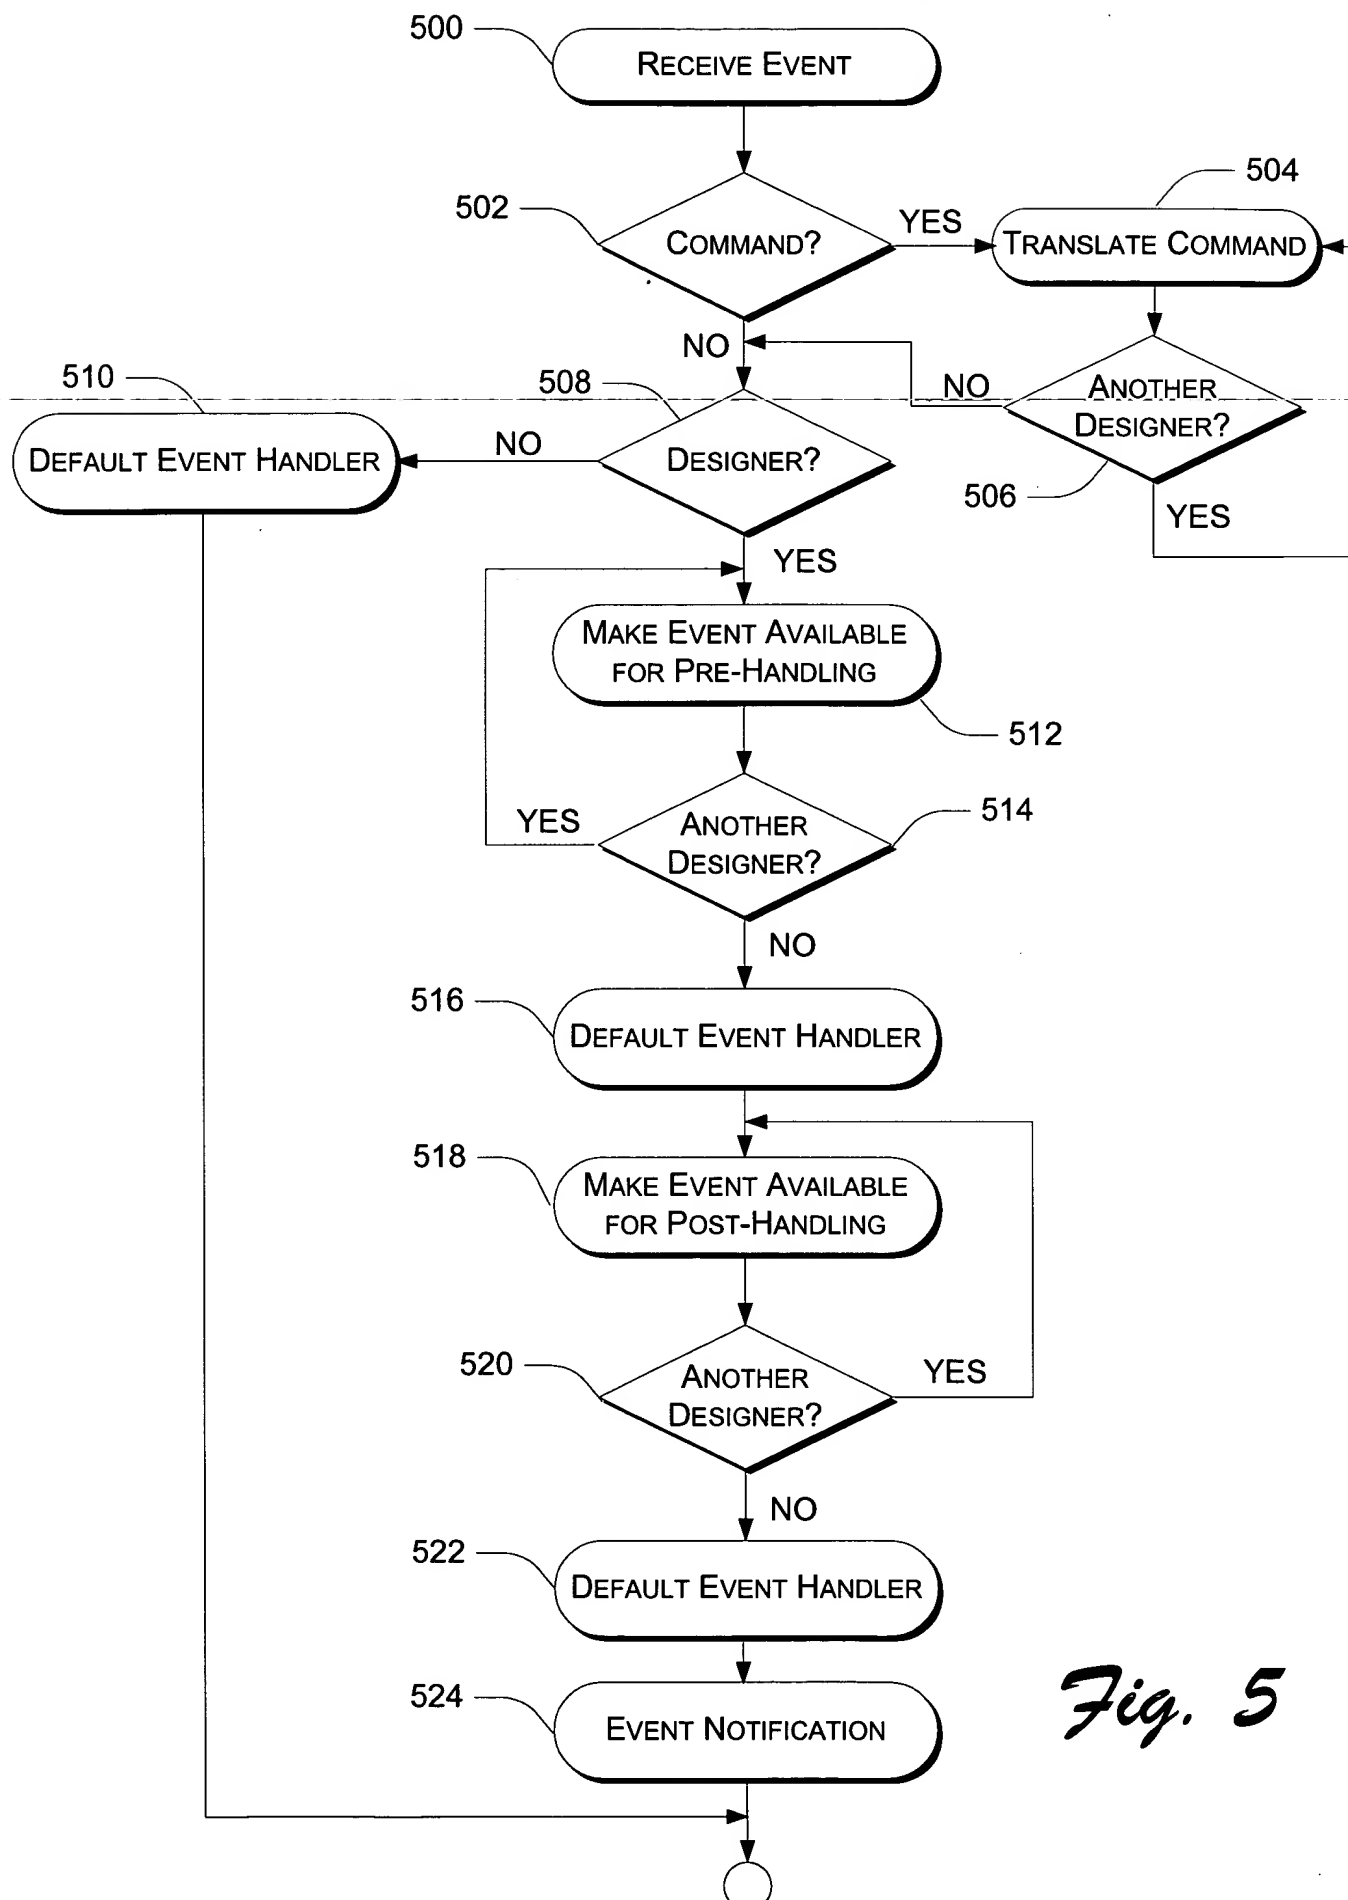 500
RECEIVE EVENT
504
502
COMMAND?
YES
TRANSLATE COMMAND
NO
510
508
NO
ANOTHER
DESIGNER?
DEFAULT EVENT HANDLER
NO
DESIGNER?
506
YES
YES
MAKE EVENT AVAILABLE
FOR PRE-HANDLING
512
514
YES
ANOTHER
DESIGNER?
NO
516
DEFAULT EVENT HANDLER
518
MAKE EVENT AVAILABLE
FOR POST-HANDLING
520
ANOTHER
DESIGNER?
YES
NO
522
DEFAULT EVENT HANDLER
524
EVENT NOTIFICATION
Fig. 5